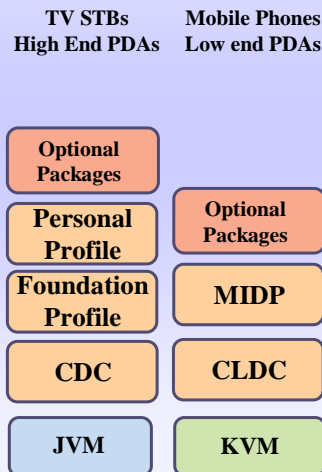 TV STBs
High End PDAs
Optional
Packages
Personal
Profile
Foundation
Profile
CDC
JVM
Mobile Phones
Low end PDAs
Optional
Packages
MIDP
CLDC
KVM